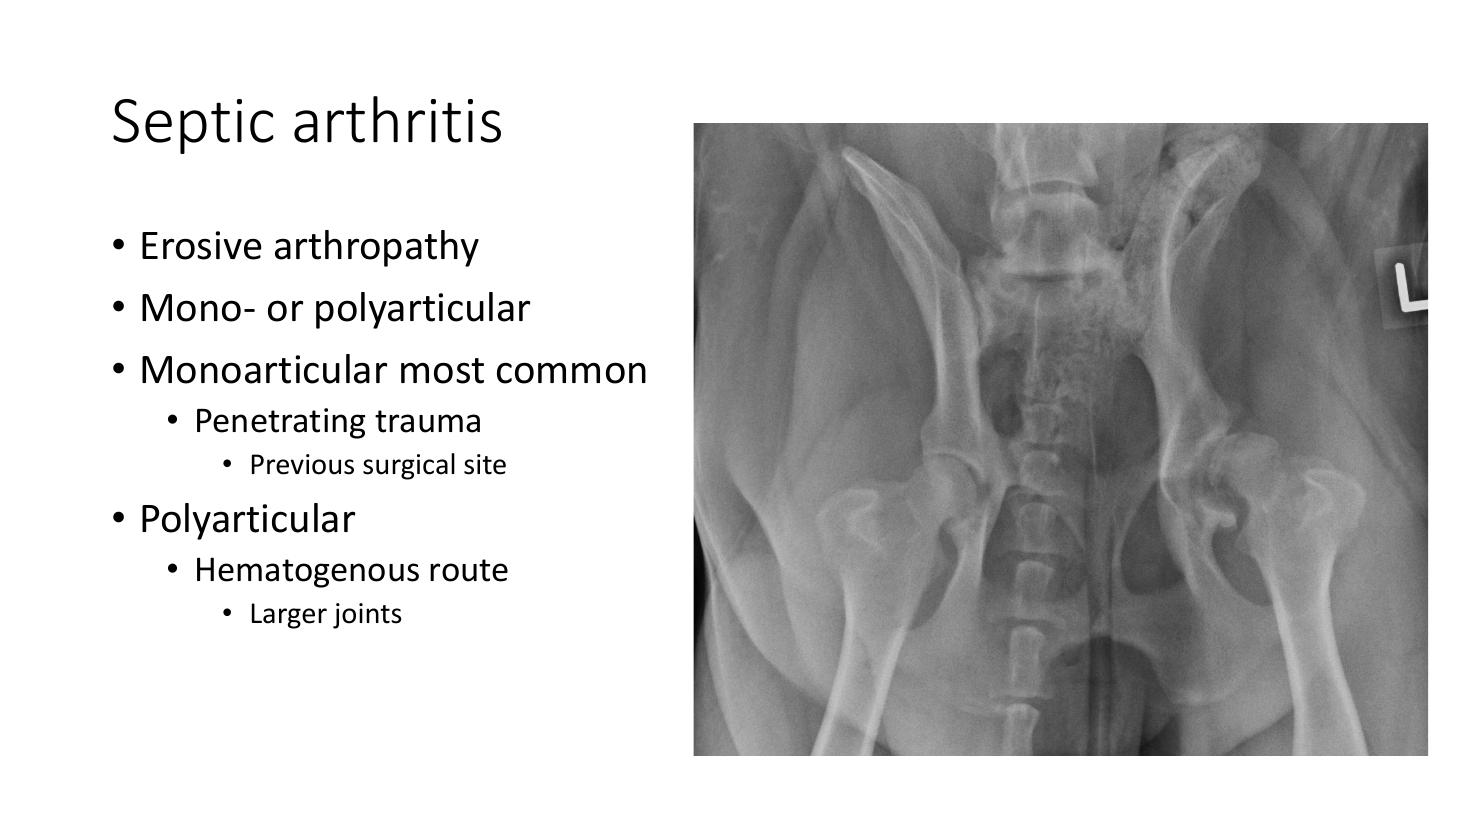 Septic arthritis
• Erosive arthropathy
• Mono- or polyarticular
• Monoarticular most common
• Penetrating trauma
• Previous surgical site
• Polyarticular
• Hematogenous route
• Larger joints
L